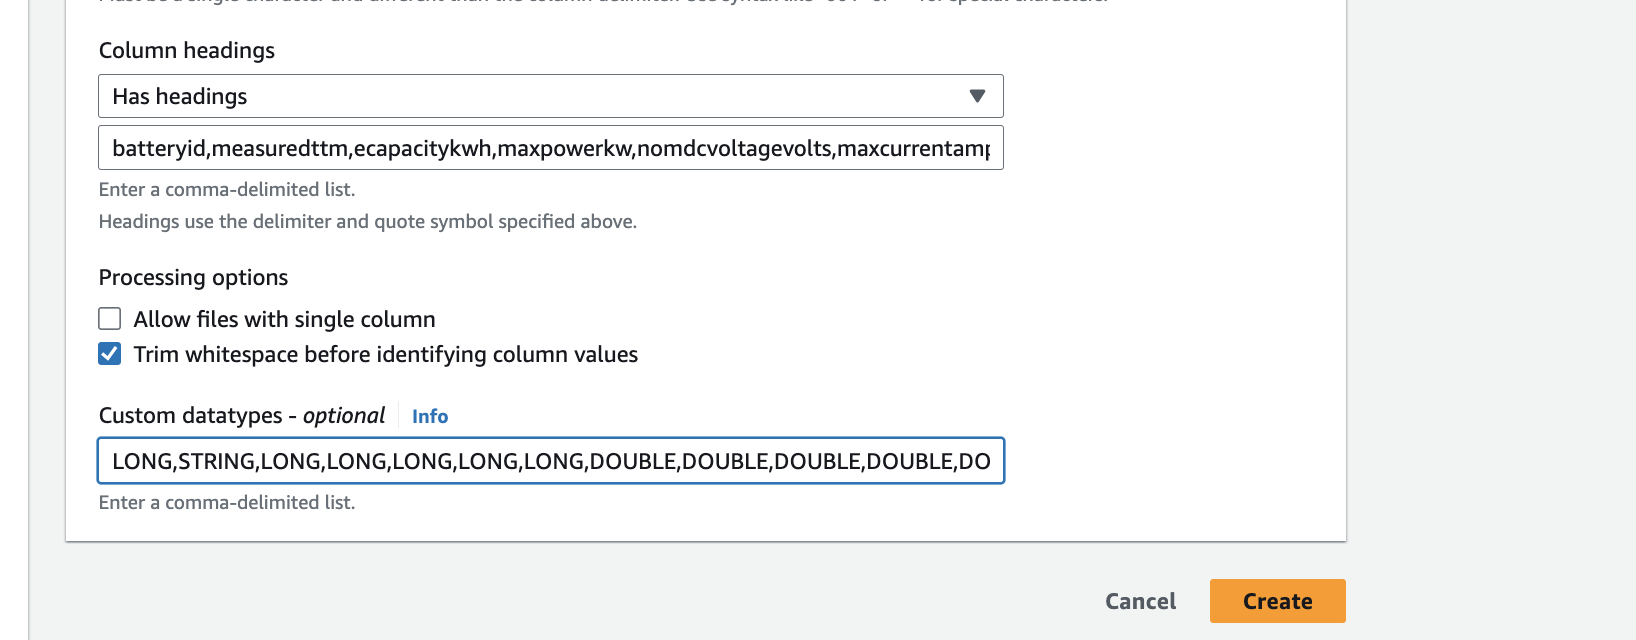 Column headings
Has headings
batteryid,measuredttm,ecapacitykwh,maxpowerkw,nomdcvoltagevolts,maxcurrentamp
Enter a comma-delimited list.
Headings use the delimiter and quote symbol specified above.
Processing options
Allow files with single column
Trim whitespace before identifying column values
Custom datatypes - optional Info
LONG,STRING,LONG,LONG,LONG,LONG,LONG,DOUBLE,DOUBLE,DOUBLE,DOUBLE,DO
Enter a comma-delimited list.
Cancel Create